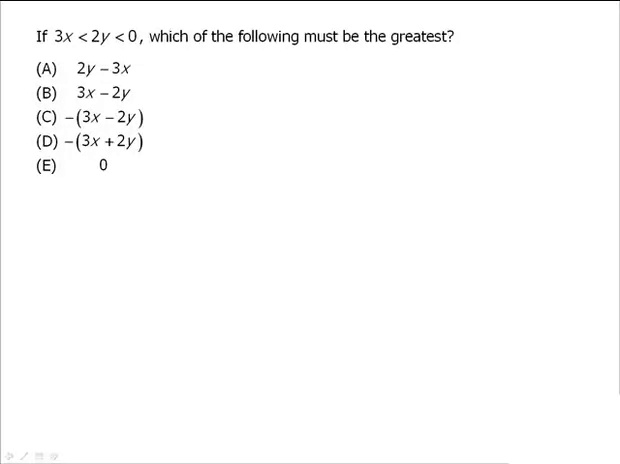 If 3x < 2y < 0, which of the following must be the greatest?
(A) 2y – 3x
(B) 3x – 2y
(C) –(3x – 2y)
(D) –(3x + 2y)
(E) 0